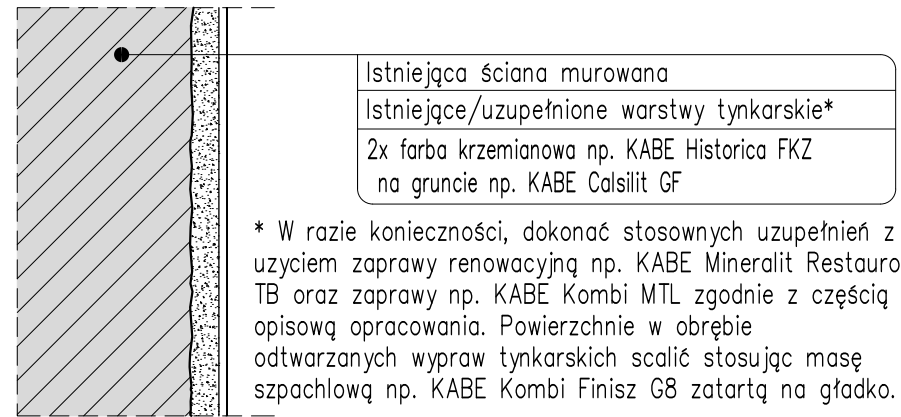 Istniejąca ściana murowana
Istniejące/uzupełnione warstwy tynkarskie*
2x farba krzemianowa np. KABE Historica FKZ
na gruncie np. KABE Calsilit GF
* W razie konieczności, dokonać stosownych uzupełnień z
uzyciem zaprawy renowacyjną np. KABE Mineralit Restauro
TB oraz zaprawy np. KABE Kombi MTL zgodnie z częścią
opisową opracowania. Powierzchnie w obrębie
odtwarzanych wypraw tynkarskich scalić stosując masę
szpachlową np. KABE Kombi Finisz G8 zatartą na gładko.